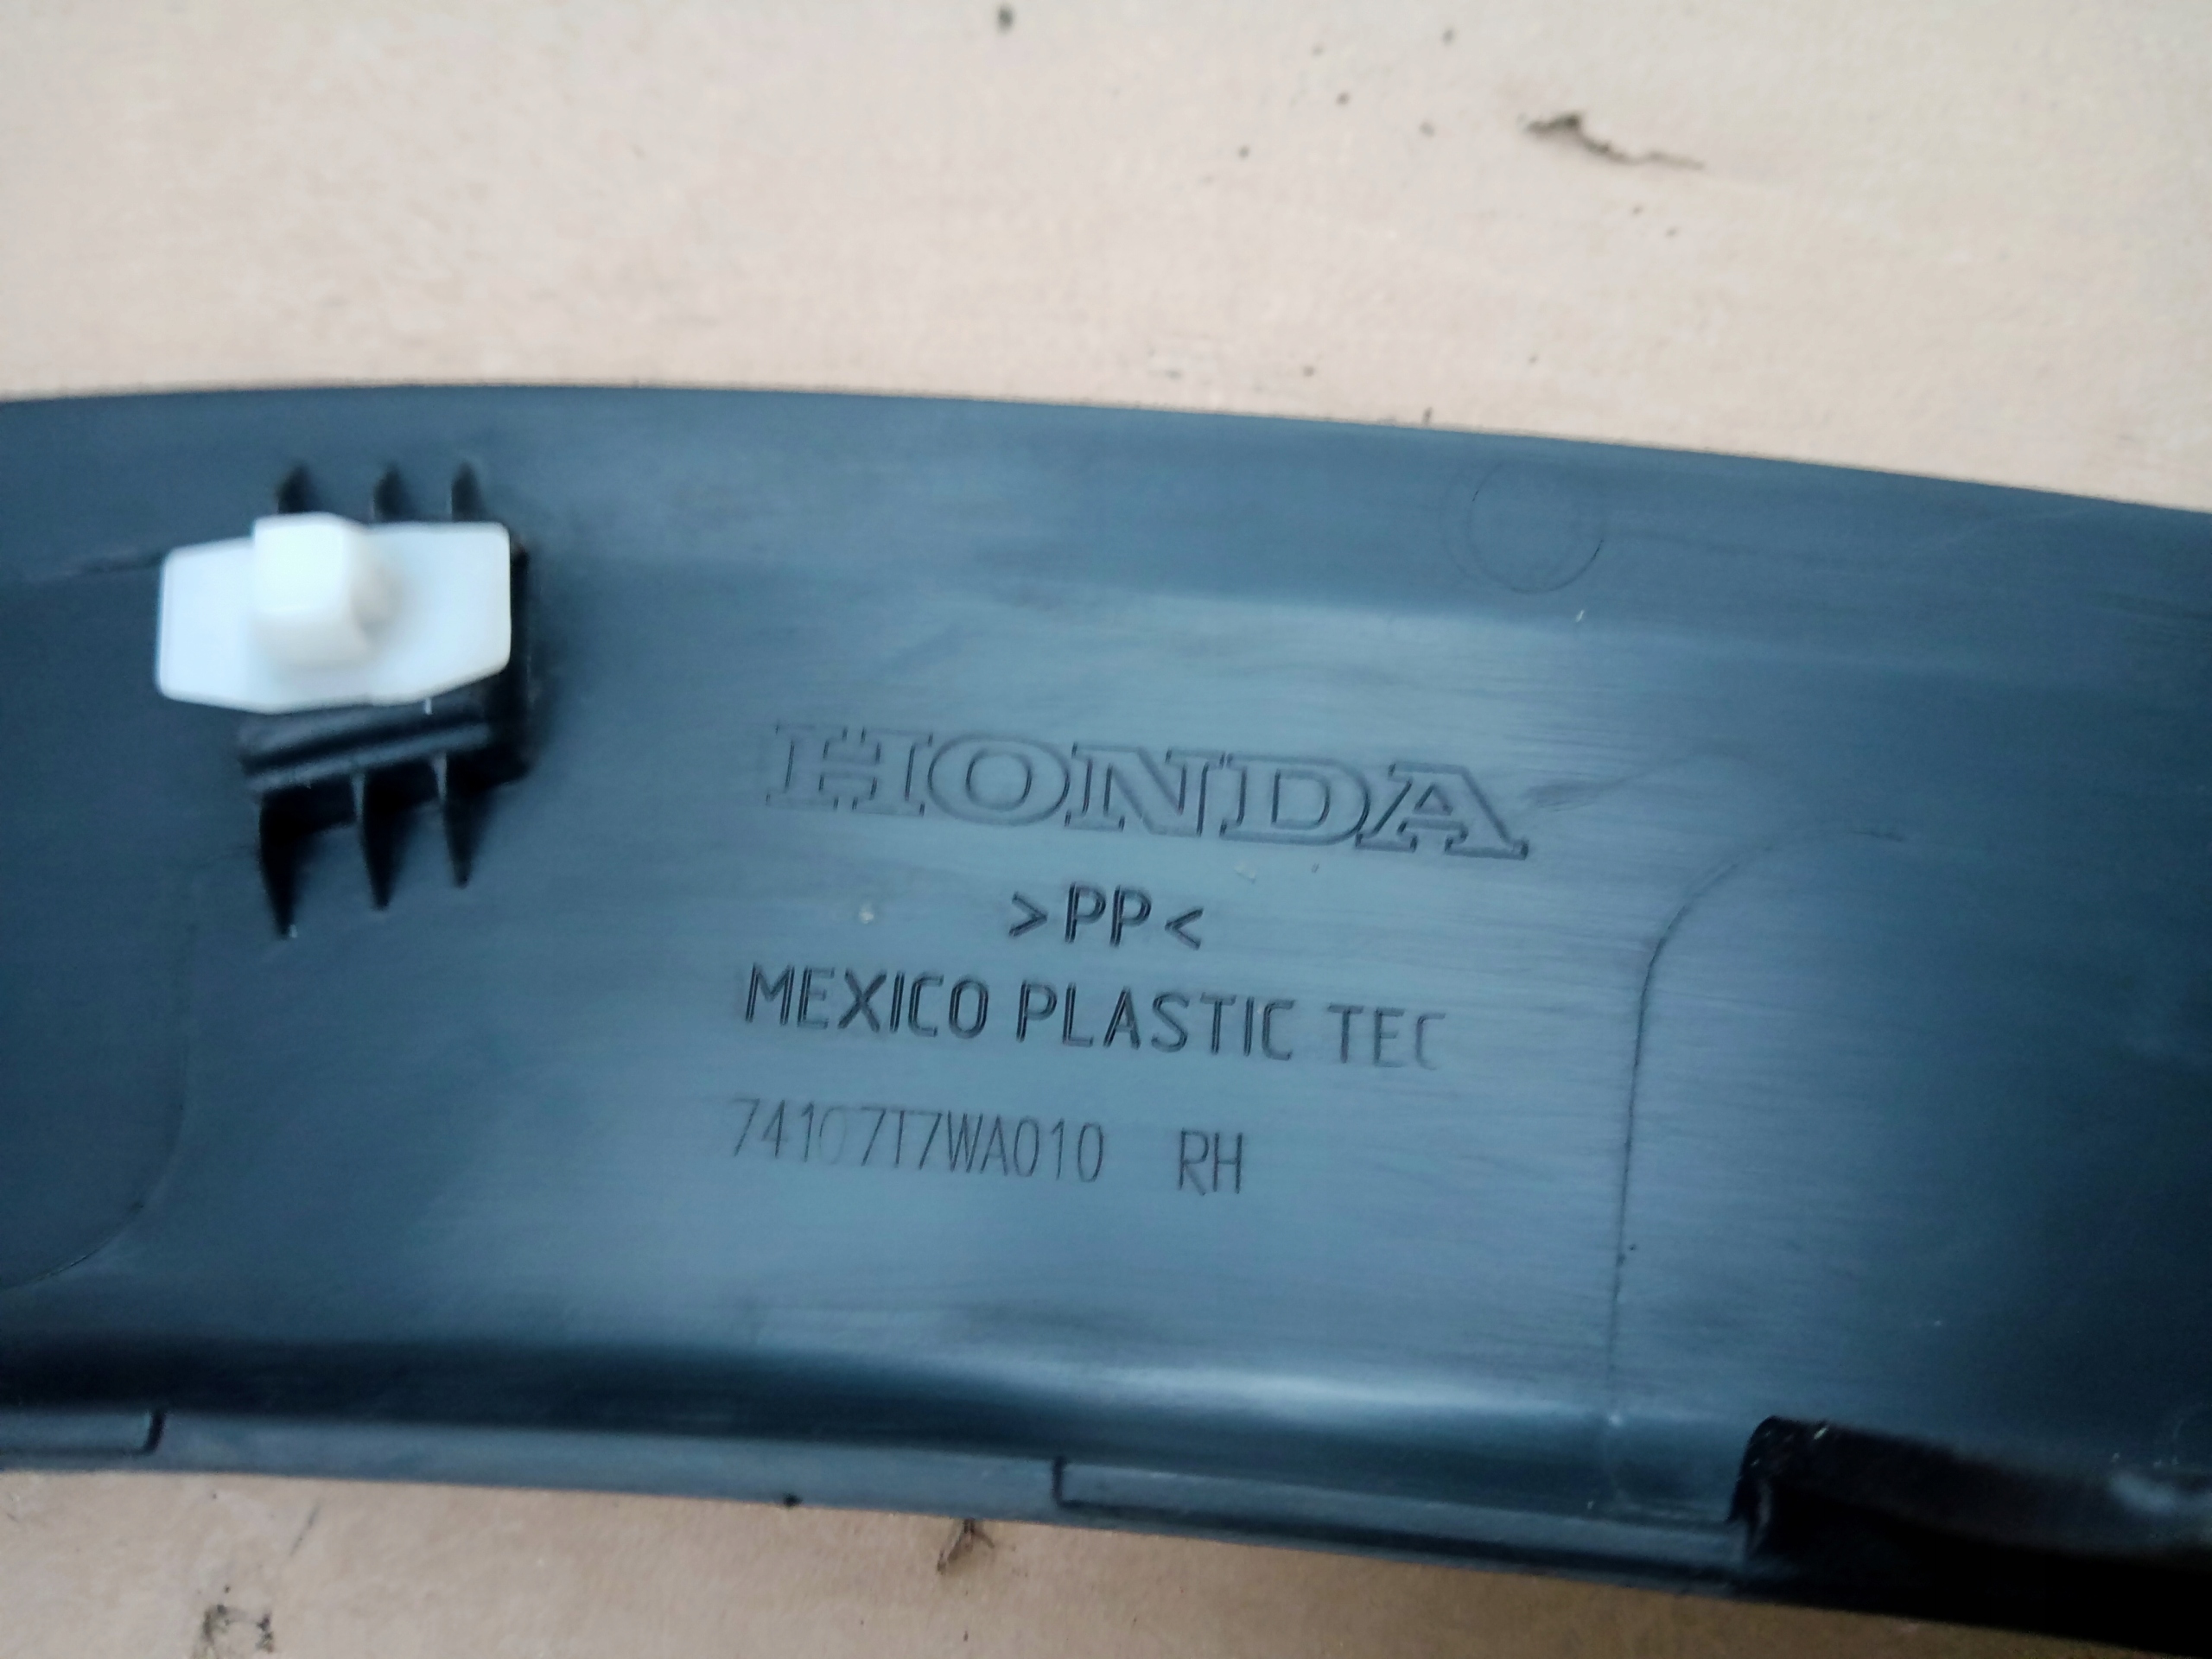 HONDA
>PP<
MEXICO PLASTIC TEC
74107T7WA010 RH